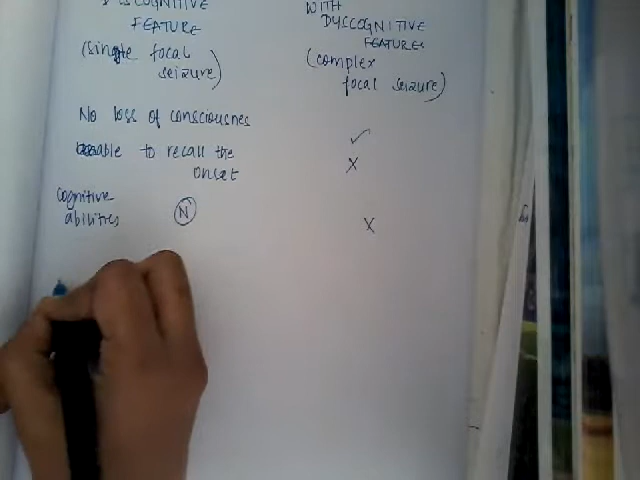 DYSCOGNITIVE
FEATURE
(single focal
seizure)
WITH
DYSCOGNITIVE
FEATURES
(complex
focal seizure)
No loss of consciousnes
✓
able to recall the
onset
X
cognitive
abilities
N
X